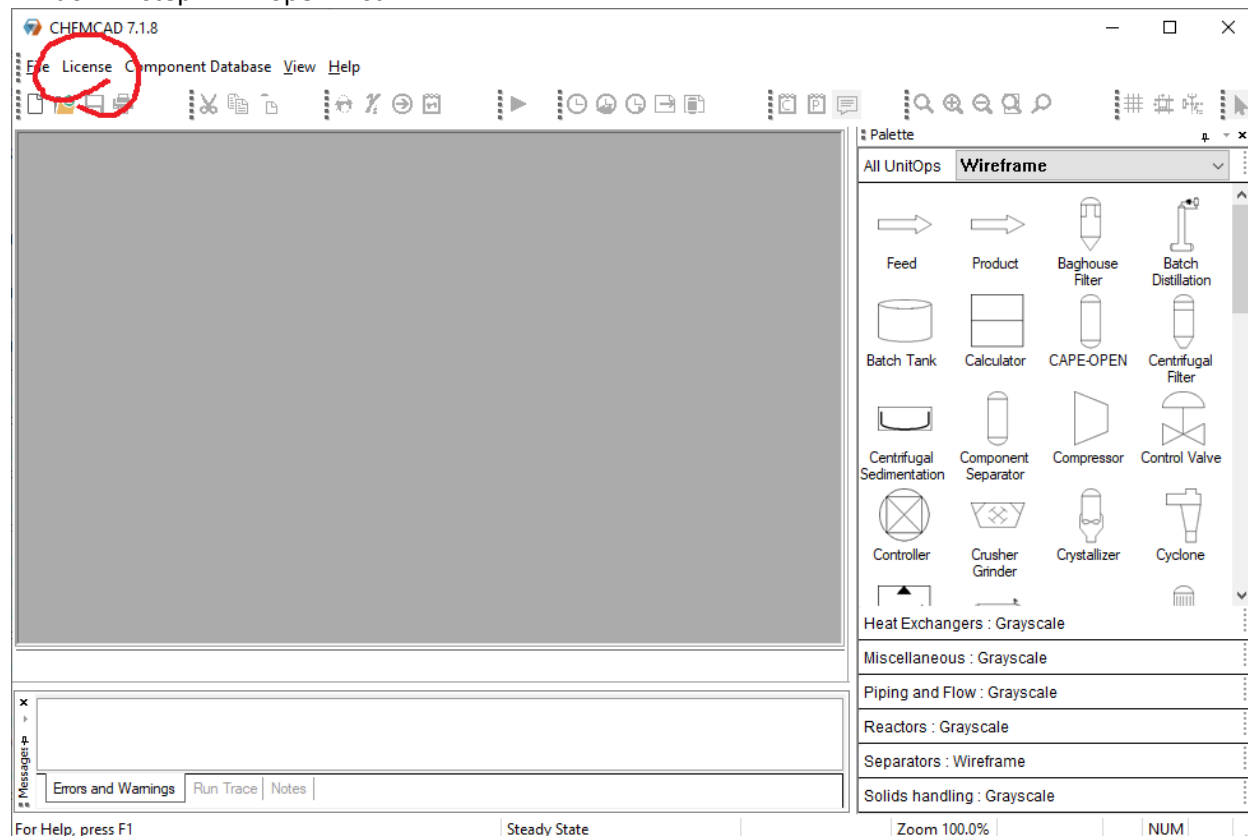 CHEMCAD 7.1.8
File License Component Database View Help
Palette
All UnitOps Wireframe
Feed Product Baghouse Filter Batch Distillation
Batch Tank Calculator CAPE-OPEN Centrifugal Filter
Centrifugal Sedimentation Component Separator Compressor Control Valve
Controller Crusher Grinder Crystallizer Cyclone
Heat Exchangers : Grayscale
Miscellaneous : Grayscale
Piping and Flow : Grayscale
Reactors : Grayscale
Separators : Wireframe
Solids handling : Grayscale
Messages
Errors and Warnings Run Trace Notes
For Help, press F1 Steady State Zoom 100.0% NUM